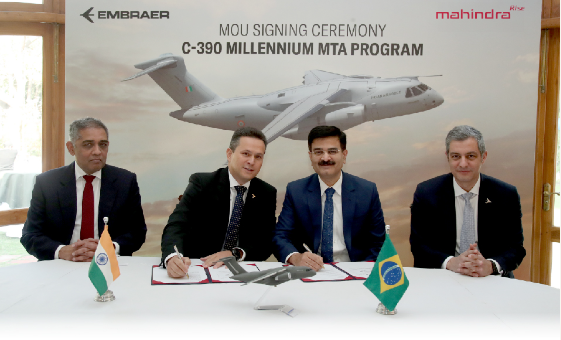 EMBRAER
mahindra Rise
MOU SIGNING CEREMONY
C-390 MILLENNIUM MTA PROGRAM